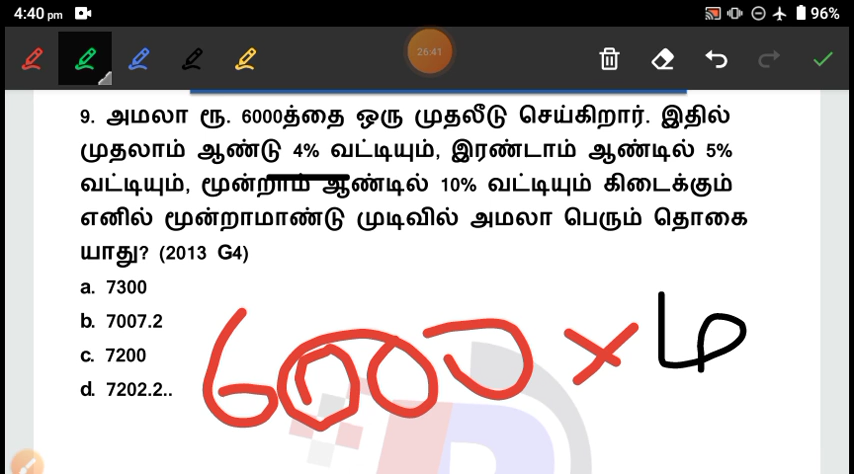 4:40 pm
96%
26:41
9. அமலா ரூ. 6000த்தை ஒரு முதலீடு செய்கிறார். இதில்
முதலாம் ஆண்டு 4% வட்டியும், இரண்டாம் ஆண்டில் 5%
வட்டியும், மூன்றாம் ஆண்டில் 10% வட்டியும் கிடைக்கும்
எனில் மூன்றாமாண்டு முடிவில் அமலா பெரும் தொகை
யாது? (2013 G4)
a. 7300
b. 7007.2
c. 7200
d. 7202.2..
6000 x 4